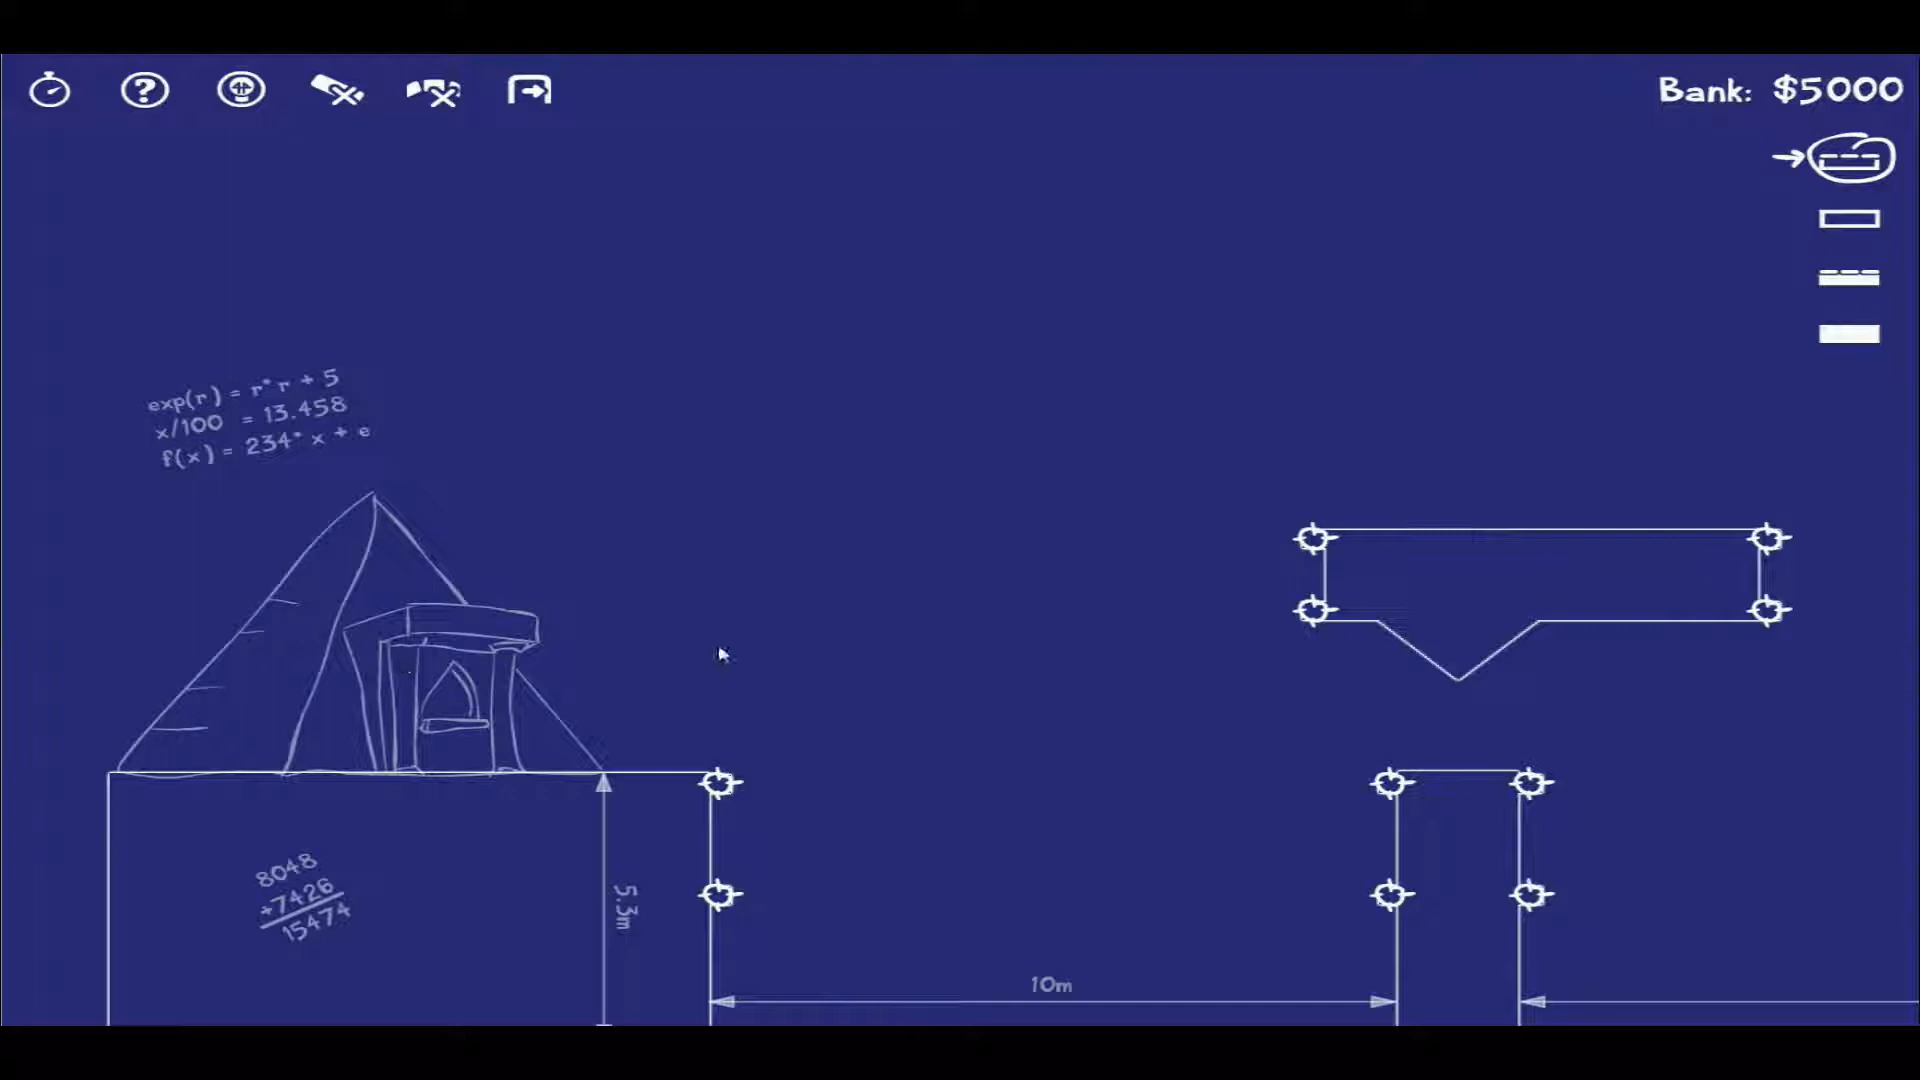 ?
Bank: $5000
exp(r) = r*r + 5
x/100 = 13.458
f(x) = 234* x + e
8048
+7426
15474
5.3m
10m